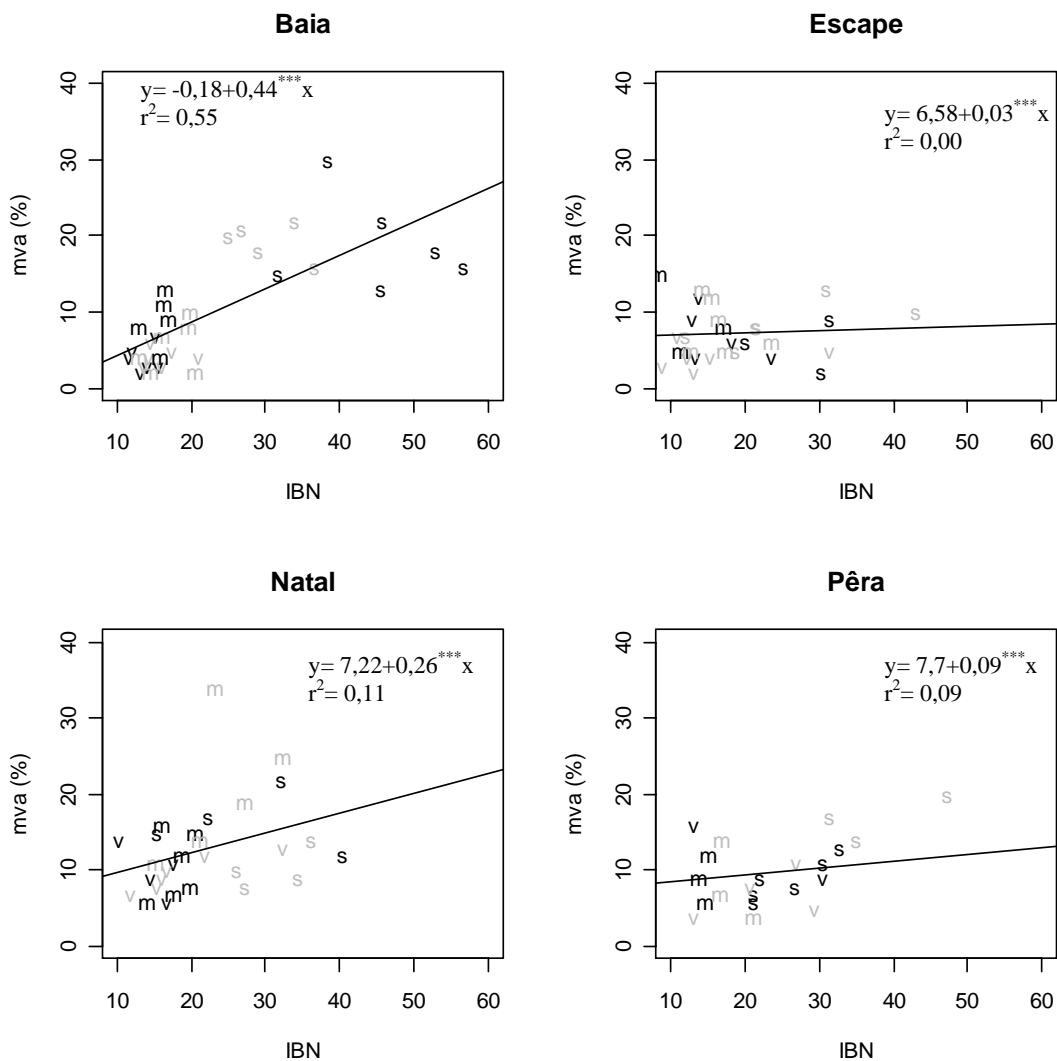 Baia
y= -0,18+0,44***x
r2= 0,55
mva (%)
40
30
20
10
0
10 20 30 40 50 60
IBN
Escape
y= 6,58+0,03***x
r2= 0,00
mva (%)
40
30
20
10
0
10 20 30 40 50 60
IBN
Natal
y= 7,22+0,26***x
r2= 0,11
mva (%)
40
30
20
10
0
10 20 30 40 50 60
IBN
Pêra
y= 7,7+0,09***x
r2= 0,09
mva (%)
40
30
20
10
0
10 20 30 40 50 60
IBN